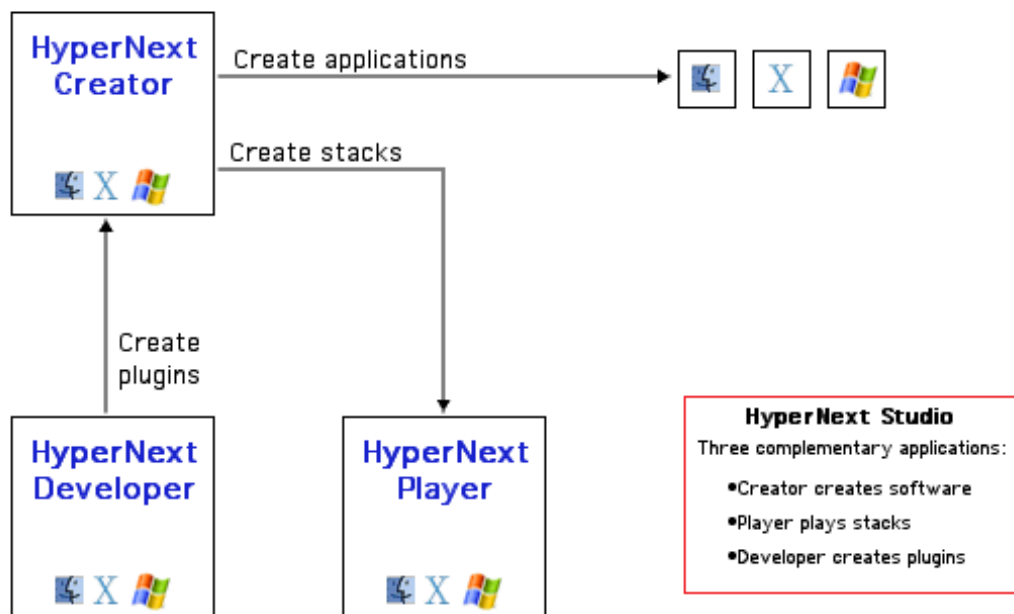 HyperNext
Creator
X
Create applications
X
Create stacks
Create
plugins
HyperNext
Developer
X
HyperNext
Player
X
HyperNext Studio
Three complementary applications:
•Creator creates software
•Player plays stacks
•Developer creates plugins